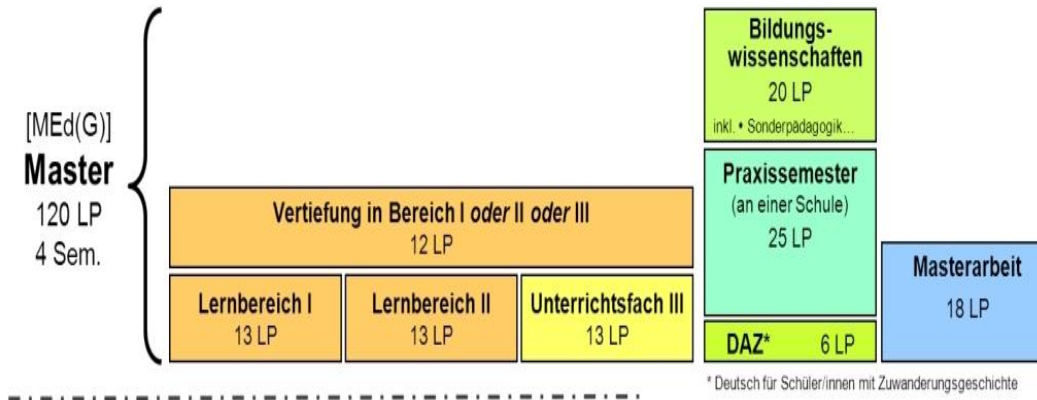 [MEd(G)]
Master
120 LP
4 Sem.
Vertiefung in Bereich I oder II oder III
12 LP
Lernbereich I
13 LP
Lernbereich II
13 LP
Unterrichtsfach III
13 LP
Bildungs-
wissenschaften
20 LP
inkl. • Sonderpädagogik...
Praxissemester
(an einer Schule)
25 LP
DAZ* 6 LP
Masterarbeit
18 LP
* Deutsch für Schüler/innen mit Zuwanderungsgeschichte